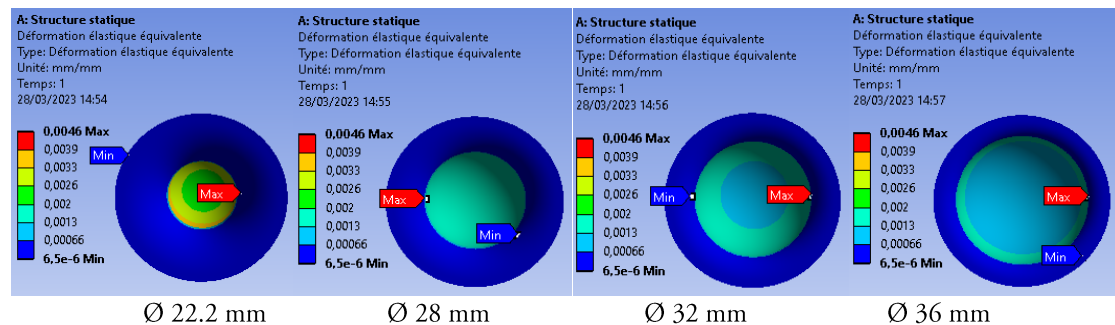 A: Structure statique
Déformation élastique équivalente
Type: Déformation élastique équivalente
Unité: mm/mm
Temps: 1
28/03/2023 14:54
0,0046 Max
0,0039
0,0033
0,0026
0,002
0,0013
0,00066
6,5e-6 Min
Min
Max
A: Structure statique
Déformation élastique équivalente
Type: Déformation élastique équivalente
Unité: mm/mm
Temps: 1
28/03/2023 14:55
0,0046 Max
0,0039
0,0033
0,0026
0,002
0,0013
0,00066
6,5e-6 Min
Max
Min
A: Structure statique
Déformation élastique équivalente
Type: Déformation élastique équivalente
Unité: mm/mm
Temps: 1
28/03/2023 14:56
0,0046 Max
0,0039
0,0033
0,0026
0,002
0,0013
0,00066
6,5e-6 Min
Min
Max
A: Structure statique
Déformation élastique équivalente
Type: Déformation élastique équivalente
Unité: mm/mm
Temps: 1
28/03/2023 14:57
0,0046 Max
0,0039
0,0033
0,0026
0,002
0,0013
0,00066
6,5e-6 Min
Max
Min
Ø 22.2 mm
Ø 28 mm
Ø 32 mm
Ø 36 mm